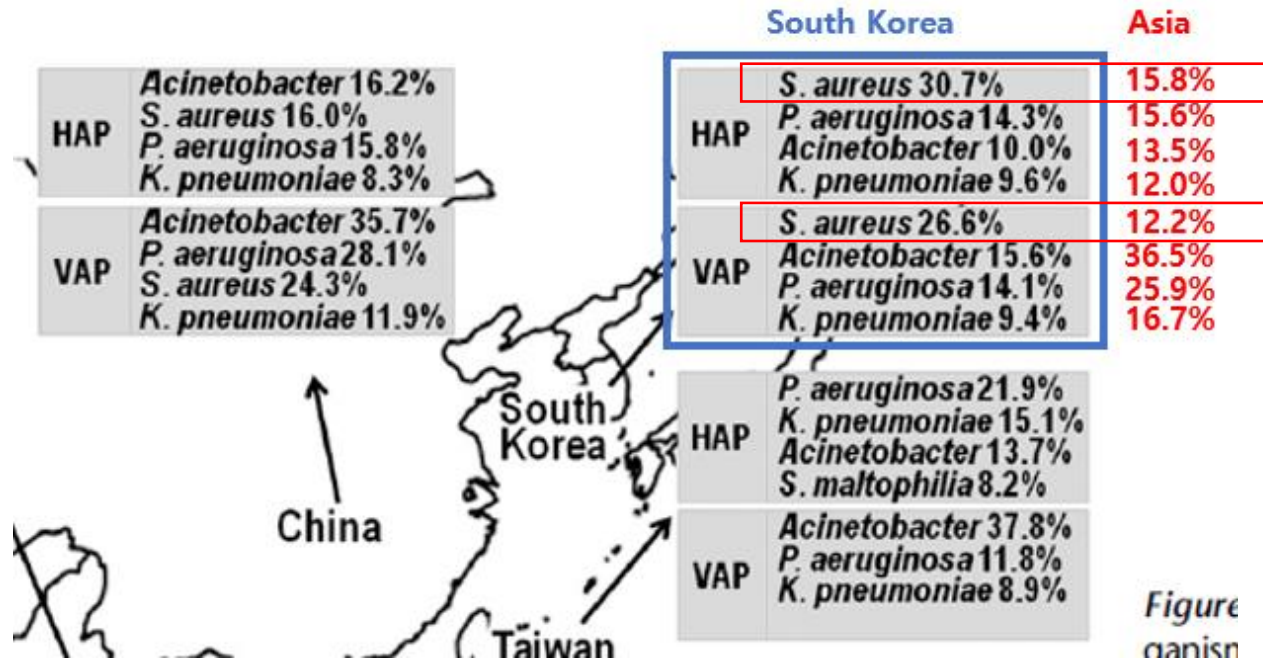 South Korea
Asia
HAP
Acinetobacter 16.2%
S. aureus 16.0%
P. aeruginosa 15.8%
K. pneumoniae 8.3%
VAP
Acinetobacter 35.7%
P. aeruginosa 28.1%
S. aureus 24.3%
K. pneumoniae 11.9%
HAP
S. aureus 30.7% 15.8%
P. aeruginosa 14.3% 15.6%
Acinetobacter 10.0% 13.5%
K. pneumoniae 9.6% 12.0%
VAP
S. aureus 26.6% 12.2%
Acinetobacter 15.6% 36.5%
P. aeruginosa 14.1% 25.9%
K. pneumoniae 9.4% 16.7%
South
Korea
China
HAP
P. aeruginosa 21.9%
K. pneumoniae 15.1%
Acinetobacter 13.7%
S. maltophilia 8.2%
VAP
Acinetobacter 37.8%
P. aeruginosa 11.8%
K. pneumoniae 8.9%
Taiwan
Figure